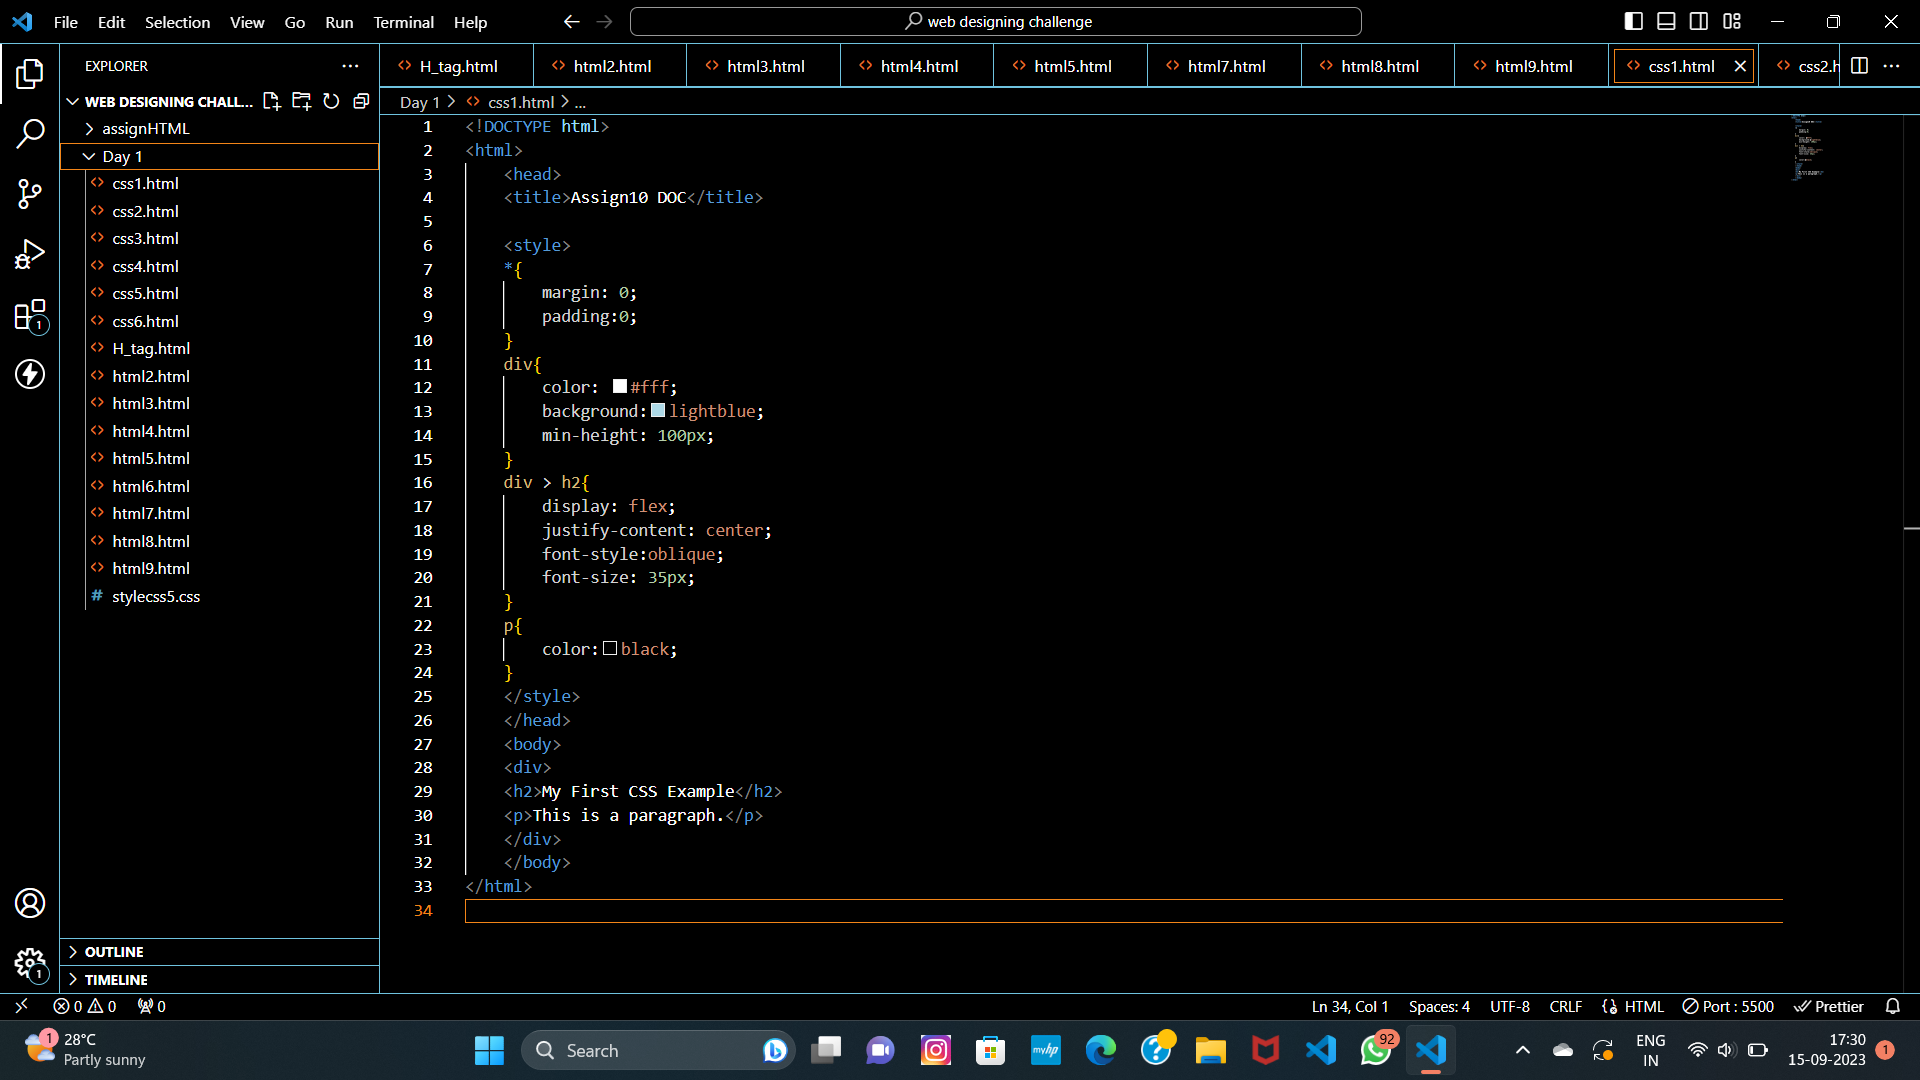 File Edit Selection View Go Run Terminal Help
web designing challenge
EXPLORER
H_tag.html html2.html html3.html html4.html html5.html html7.html html8.html html9.html css1.html css2.h
WEB DESIGNING CHALL...
Day 1 > css1.html > ...
assignHTML
Day 1
css1.html
css2.html
css3.html
css4.html
css5.html
css6.html
H_tag.html
html2.html
html3.html
html4.html
html5.html
html6.html
html7.html
html8.html
html9.html
# stylecss5.css
OUTLINE
TIMELINE
1 <!DOCTYPE html>
2 <html>
3 <head>
4 <title>Assign10 DOC</title>
5
6 <style>
7 *{
8 margin: 0;
9 padding:0;
10 }
11 div{
12 color: #fff;
13 background:lightblue;
14 min-height: 100px;
15 }
16 div > h2{
17 display: flex;
18 justify-content: center;
19 font-style:oblique;
20 font-size: 35px;
21 }
22 p{
23 color:black;
24 }
25 </style>
26 </head>
27 <body>
28 <div>
29 <h2>My First CSS Example</h2>
30 <p>This is a paragraph.</p>
31 </div>
32 </body>
33 </html>
34
1
1
0 0 0 Ln 34, Col 1 Spaces: 4 UTF-8 CRLF HTML Port : 5500 Prettier
1 28°C
Partly sunny
Search
myhp
92
ENG
IN
17:30
15-09-2023
1